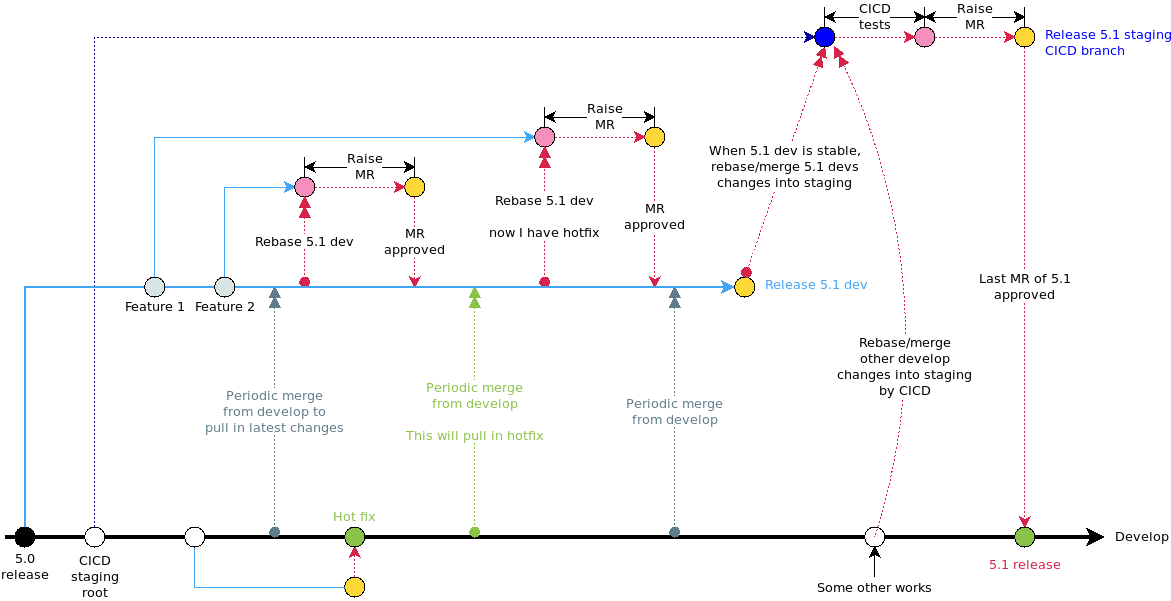 CICD
tests
Raise
MR
Release 5.1 staging
CICD branch
Raise
MR
When 5.1 dev is stable,
rebase/merge 5.1 devs
changes into staging
Raise
MR
Rebase 5.1 dev
now I have hotfix
MR
approved
Rebase 5.1 dev
MR
approved
Last MR of 5.1
approved
Release 5.1 dev
Feature 1
Feature 2
Rebase/merge
other develop
changes into staging
by CICD
Periodic merge
from develop to
pull in latest changes
Periodic merge
from develop
This will pull in hotfix
Periodic merge
from develop
Hot fix
Develop
5.0
release
CICD
staging
root
5.1 release
Some other works